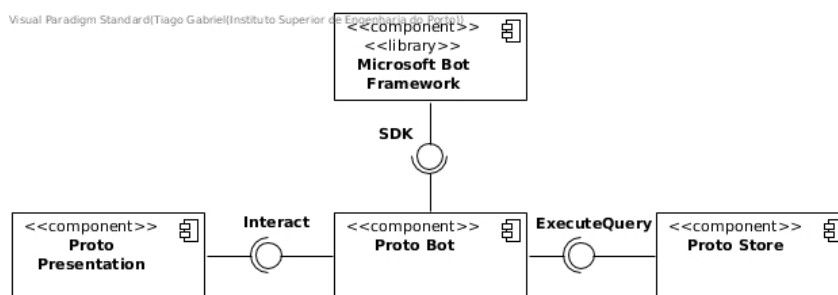 Visual Paradigm Standard(Tiago Gabriel(Instituto Superior de Engenharia do Porto))
<<component>>
<<library>>
Microsoft Bot
Framework
SDK
Interact
ExecuteQuery
<<component>>
Proto
Presentation
<<component>>
Proto Bot
<<component>>
Proto Store